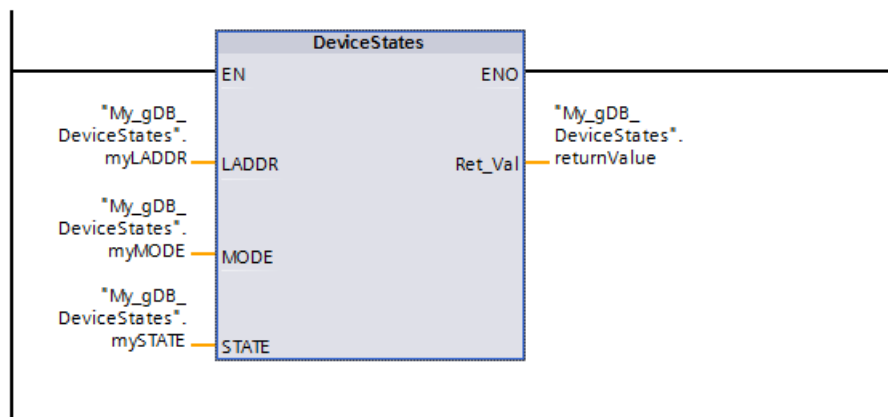 DeviceStates
EN
ENO
"My_gDB_
DeviceStates".
myLADDR
LADDR
Ret_Val
"My_gDB_
DeviceStates".
returnValue
"My_gDB_
DeviceStates".
myMODE
MODE
"My_gDB_
DeviceStates".
mySTATE
STATE